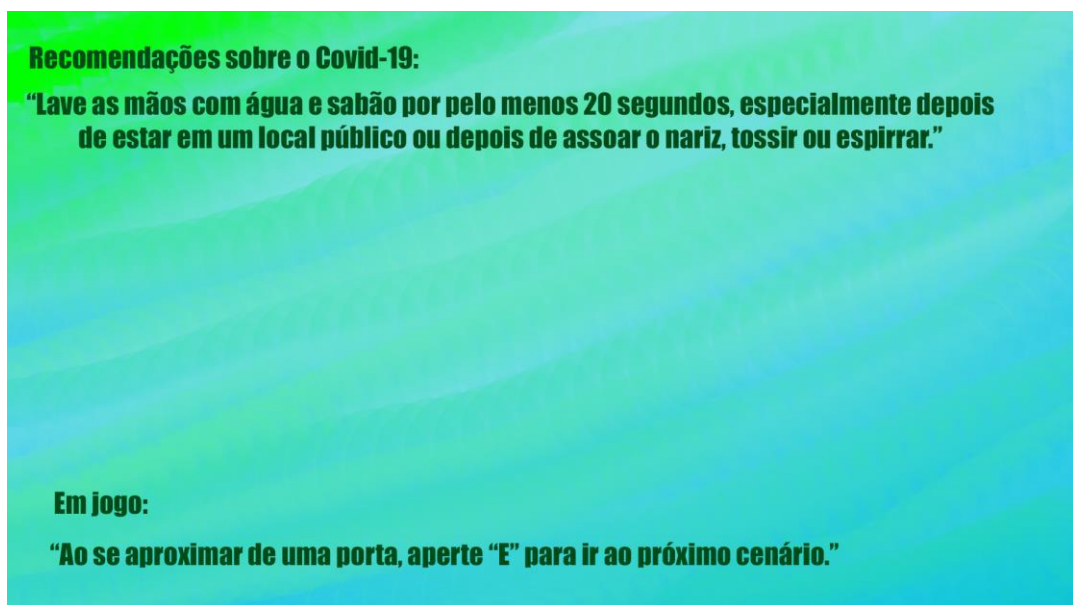 Recomendações sobre o Covid-19:
“Lave as mãos com água e sabão por pelo menos 20 segundos, especialmente depois
de estar em um local público ou depois de assoar o nariz, tossir ou espirrar.”
Em jogo:
“Ao se aproximar de uma porta, aperte “E” para ir ao próximo cenário.”